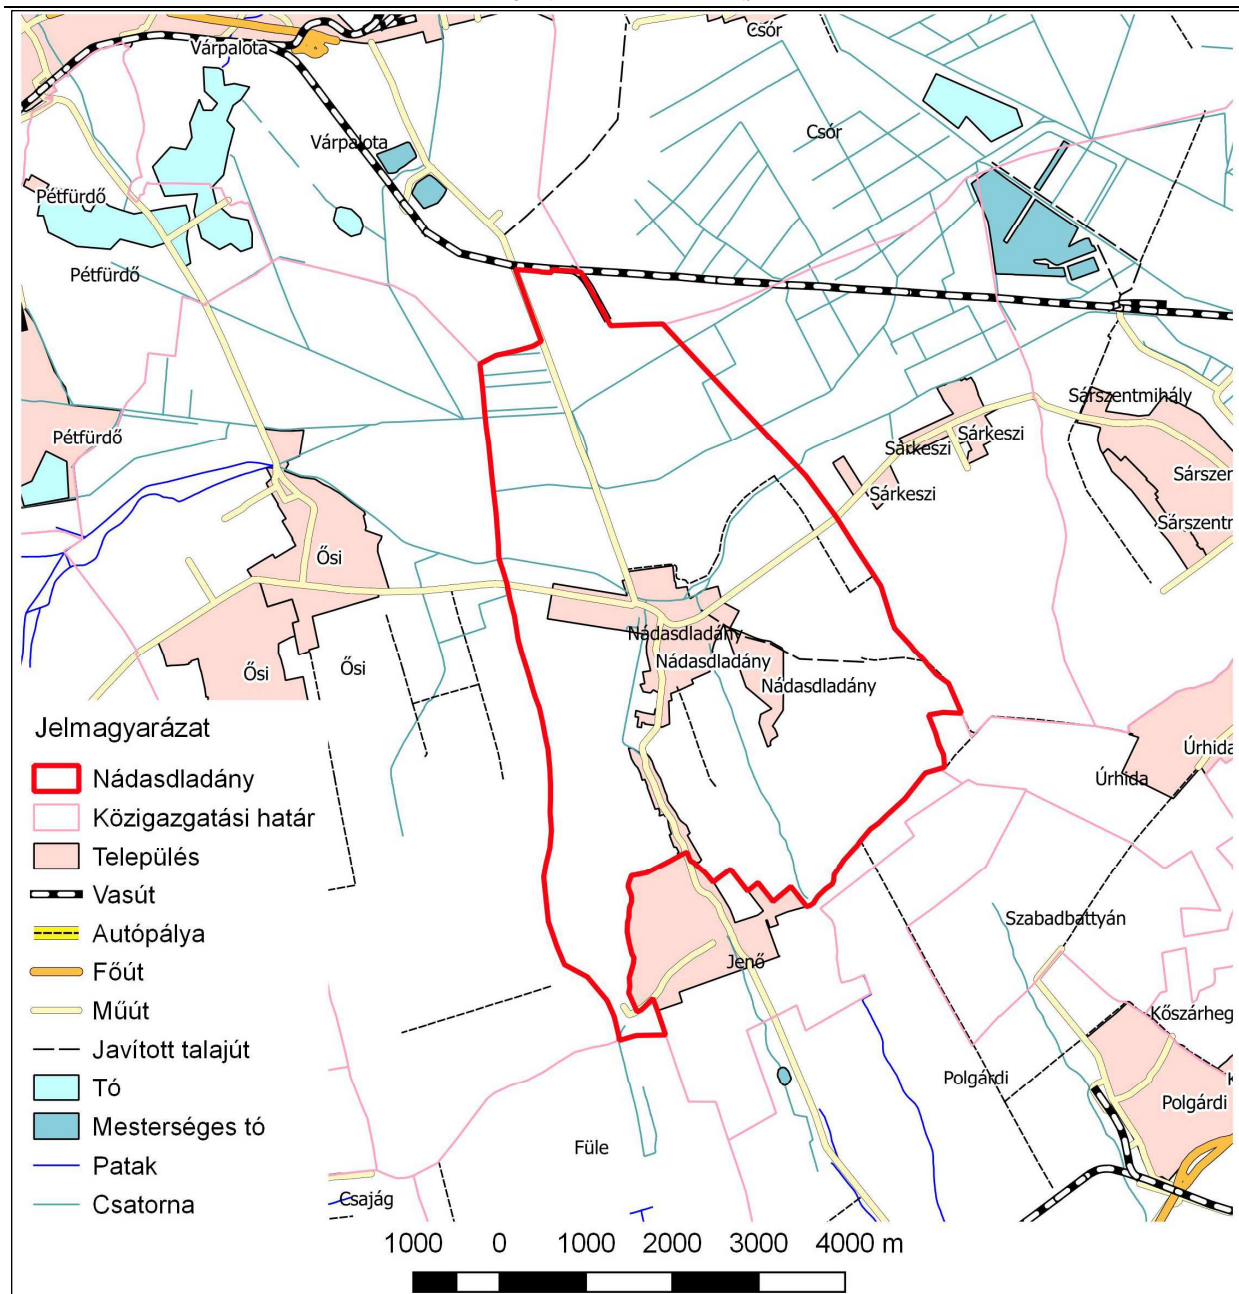 Várpalota
Csór
Várpalota
Csór
Pétfürdő
Pétfürdő
Sárszentmihály
Pétfürdő
Sárkeszi
Sárkeszi
Sárkeszi
Sárszen
Sárszentm
Ősi
Ősi
Ősi
Nádasdladány
Nádasdladány
Nádasdladány
Úrhida
Úrhida
Szabadbattyán
Jenő
Kőszárheg
Polgárdi
Polgárdi
K
Füle
Csajág
Jelmagyarázat
Nádasdladány
Közigazgatási határ
Település
Vasút
Autópálya
Főút
Műút
Javított talajút
Tó
Mesterséges tó
Patak
Csatorna
1000 0 1000 2000 3000 4000 m